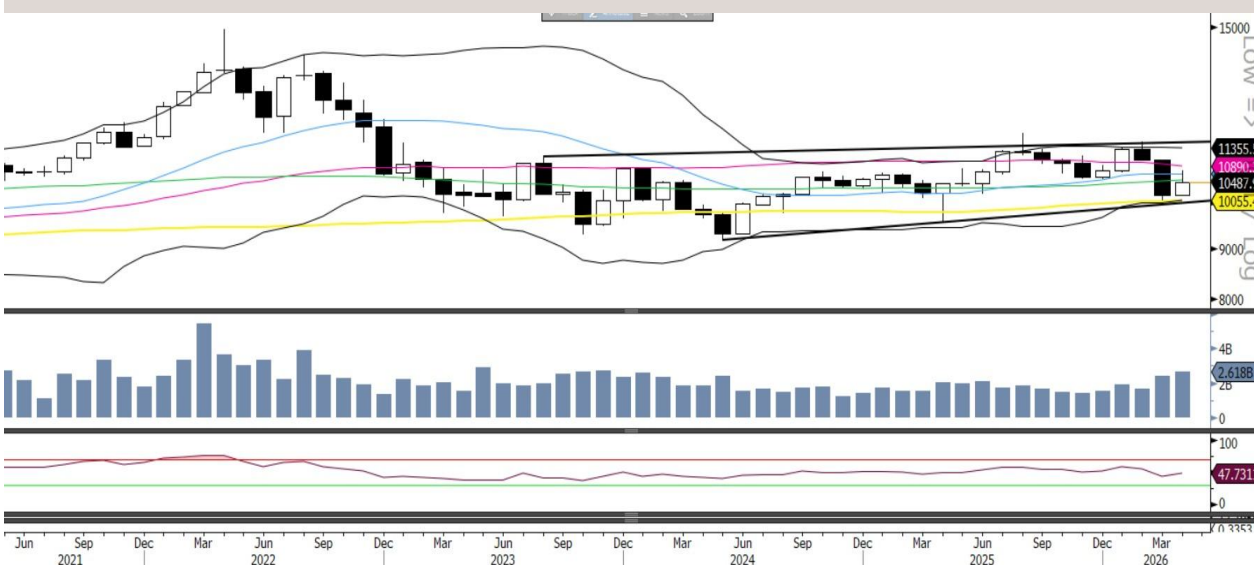 15000
Low =>
11355.
10890.
10487.
10055.
9000
Log
8000
4B
2.618B
2B
0
100
47.731
0
0.3353
Jun Sep Dec Mar Jun Sep Dec Mar Jun Sep Dec Mar Jun Sep Dec Mar Jun Sep Dec Mar
2021 2022 2023 2024 2025 2026